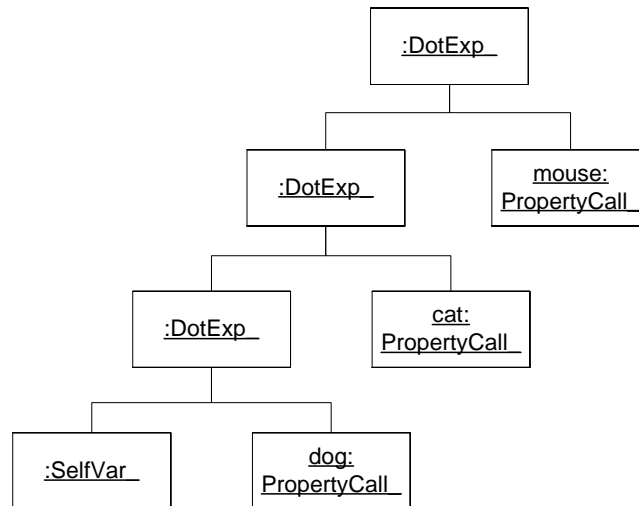 :DotExp_
:DotExp_
mouse:
PropertyCall_
:DotExp_
cat:
PropertyCall_
:SelfVar_
dog:
PropertyCall_